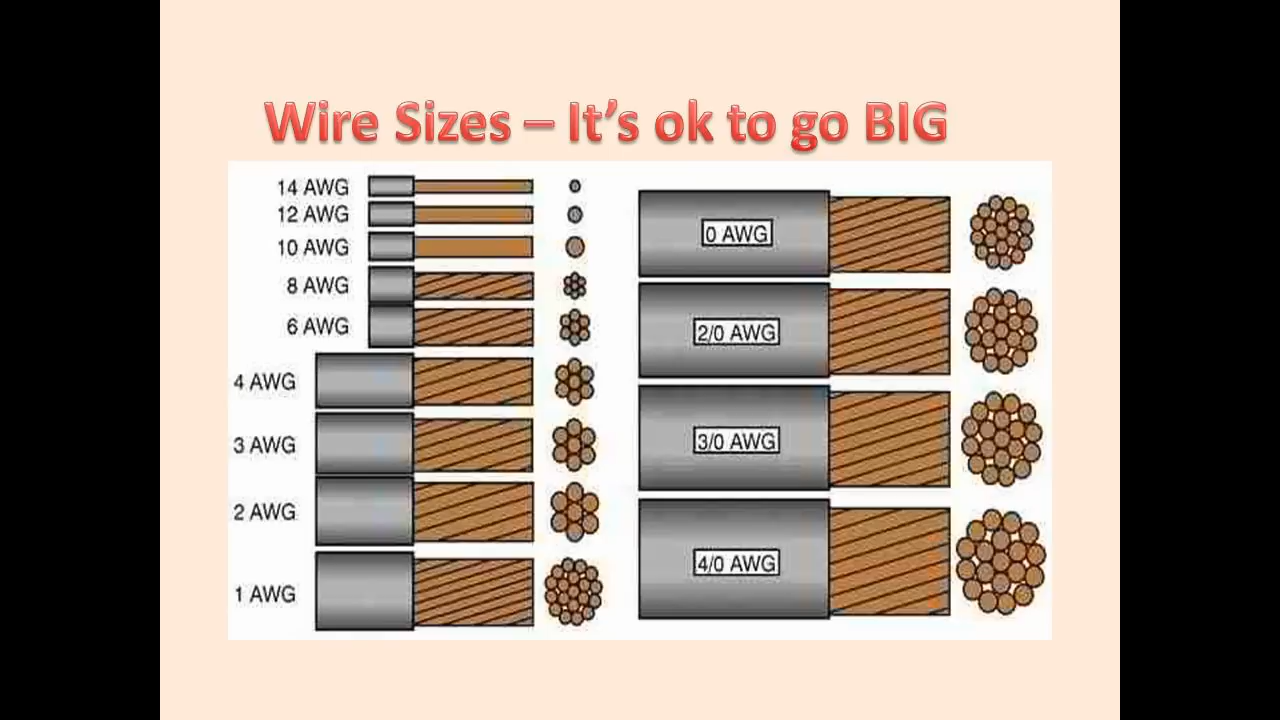 Wire Sizes – It's ok to go BIG
14 AWG
12 AWG
10 AWG
8 AWG
6 AWG
4 AWG
3 AWG
2 AWG
1 AWG
0 AWG
2/0 AWG
3/0 AWG
4/0 AWG